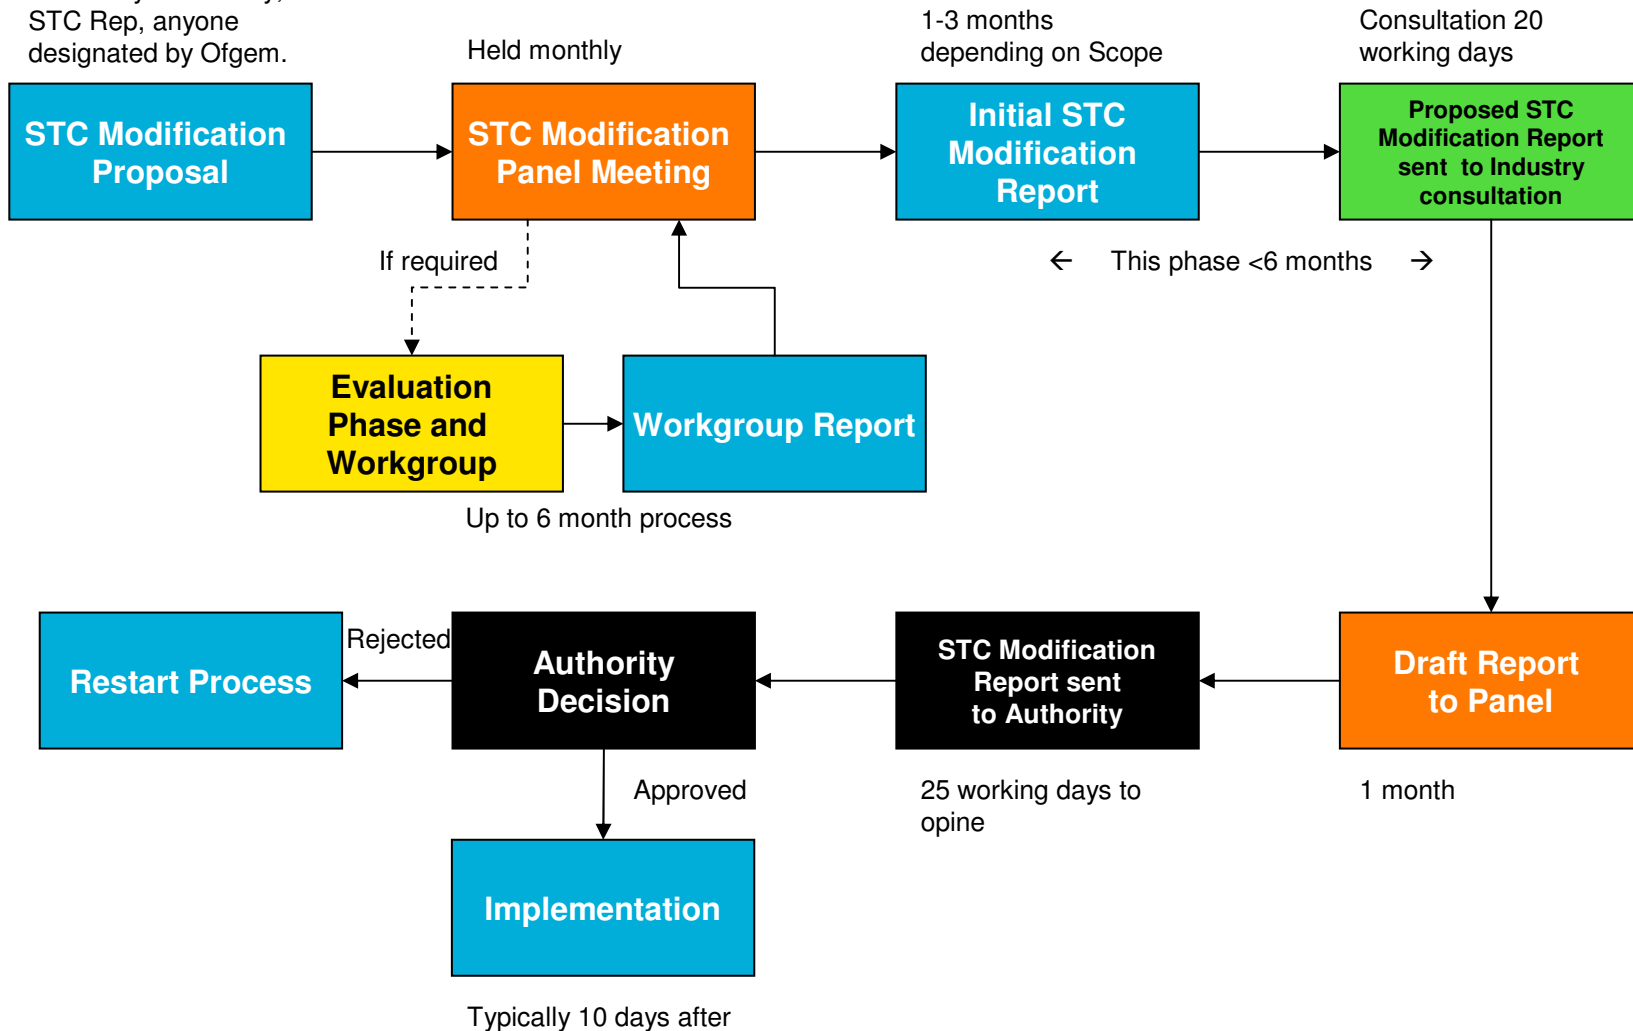 STC Rep, anyone
designated by Ofgem.
Held monthly
1-3 months
depending on Scope
Consultation 20
working days
STC Modification
Proposal
STC Modification
Panel Meeting
Initial STC
Modification
Report
Proposed STC
Modification Report
sent to Industry
consultation
If required
← This phase <6 months →
Evaluation
Phase and
Workgroup
Workgroup Report
Up to 6 month process
Restart Process
Rejected
Authority
Decision
STC Modification
Report sent
to Authority
Draft Report
to Panel
Approved
25 working days to
opine
1 month
Implementation
Typically 10 days after